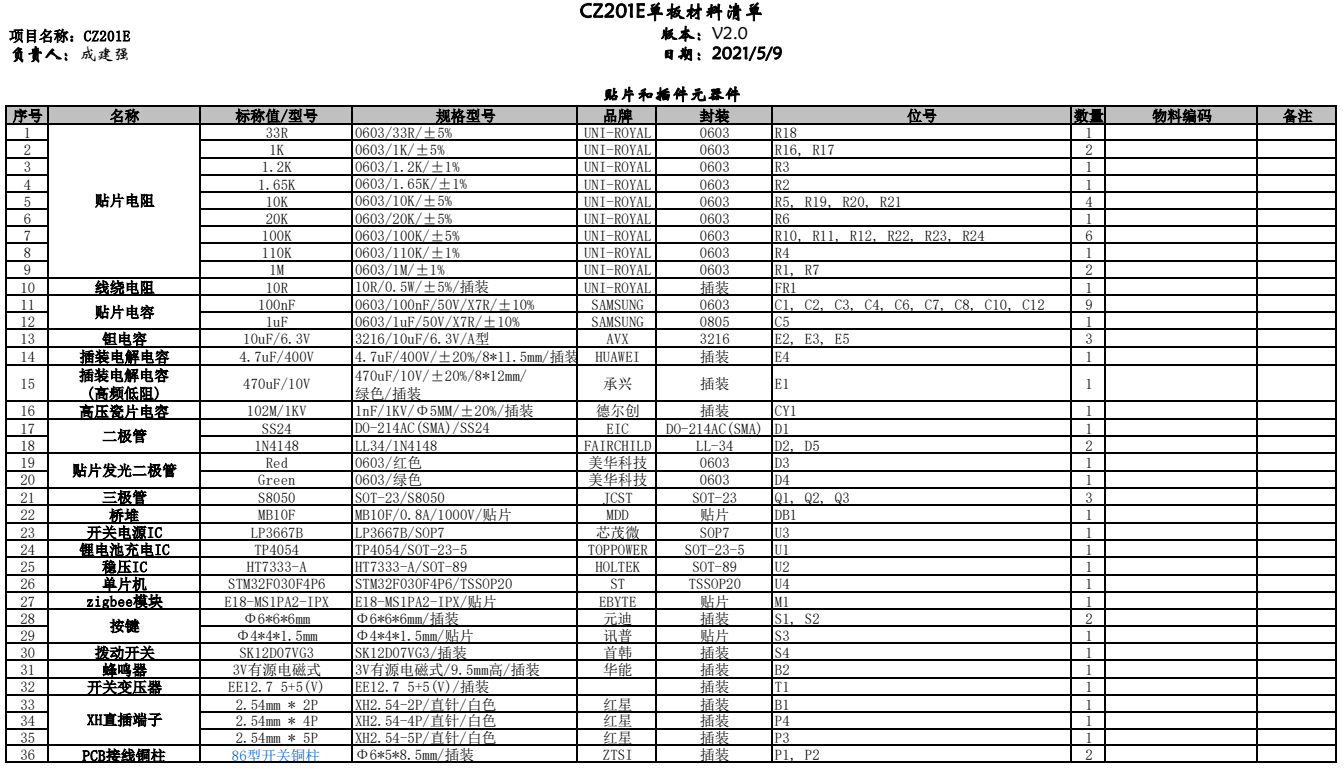 CZ201E单板材料清单
项目名称: CZ201E 版本: V2.0
负责人: 成建强 日期: 2021/5/9
贴片和插件元器件
序号 名称 标称值/型号 规格型号 品牌 封装 位号 数量 物料编码 备注
1 贴片电阻 33R 0603/33R/±5% UNI-ROYAL 0603 R18 1
2 1K 0603/1K/±5% UNI-ROYAL 0603 R16, R17 2
3 1.2K 0603/1.2K/±1% UNI-ROYAL 0603 R3 1
4 1.65K 0603/1.65K/±1% UNI-ROYAL 0603 R2 1
5 10K 0603/10K/±5% UNI-ROYAL 0603 R5, R19, R20, R21 4
6 20K 0603/20K/±5% UNI-ROYAL 0603 R6 1
7 100K 0603/100K/±5% UNI-ROYAL 0603 R10, R11, R12, R22, R23, R24 6
8 110K 0603/110K/±1% UNI-ROYAL 0603 R4 1
9 1M 0603/1M/±1% UNI-ROYAL 0603 R1, R7 2
10 线绕电阻 10R 10R/0.5W/±5%/插装 UNI-ROYAL 插装 FR1 1
11 贴片电容 100nF 0603/100nF/50V/X7R/±10% SAMSUNG 0603 C1, C2, C3, C4, C6, C7, C8, C10, C12 9
12 1uF 0603/1uF/50V/X7R/±10% SAMSUNG 0805 C5 1
13 钽电容 10uF/6.3V 3216/10uF/6.3V/A型 AVX 3216 E2, E3, E5 3
14 插装电解电容 4.7uF/400V 4.7uF/400V/±20%/8*11.5mm/插装 HUAWEI 插装 E4 1
15 插装电解电容 (高频低阻) 470uF/10V 470uF/10V/±20%/8*12mm/ 绿色/插装 承兴 插装 E1 1
16 高压瓷片电容 102M/1KV 1nF/1KV/Φ5MM/±20%/插装 德尔创 插装 CY1 1
17 二极管 SS24 DO-214AC(SMA)/SS24 EIC DO-214AC(SMA) D1 1
18 1N4148 LL34/1N4148 FAIRCHILD LL-34 D2, D5 2
19 贴片发光二极管 Red 0603/红色 美华科技 0603 D3 1
20 Green 0603/绿色 美华科技 0603 D4 1
21 三极管 S8050 SOT-23/S8050 JCST SOT-23 Q1, Q2, Q3 3
22 桥堆 MB10F MB10F/0.8A/1000V/贴片 MDD 贴片 DB1 1
23 开关电源IC LP3667B LP3667B/SOP7 芯茂微 SOP7 U3 1
24 锂电池充电IC TP4054 TP4054/SOT-23-5 TOPPOWER SOT-23-5 U1 1
25 稳压IC HT7333-A HT7333-A/SOT-89 HOLTEK SOT-89 U2 1
26 单片机 STM32F030F4P6 STM32F030F4P6/TSSOP20 ST TSSOP20 U4 1
27 zigbee模块 E18-MS1PA2-IPX E18-MS1PA2-IPX/贴片 EBYTE 贴片 M1 1
28 按键 Φ6*6*6mm Φ6*6*6mm/插装 元迪 插装 S1, S2 2
29 Φ4*4*1.5mm Φ4*4*1.5mm/贴片 讯普 贴片 S3 1
30 拨动开关 SK12D07VG3 SK12D07VG3/插装 首韩 插装 S4 1
31 蜂鸣器 3V有源电磁式 3V有源电磁式/9.5mm高/插装 华能 插装 B2 1
32 开关变压器 EE12.7 5+5(V) EE12.7 5+5(V)/插装 插装 T1 1
33 XH直插端子 2.54mm * 2P XH2.54-2P/直针/白色 红星 插装 B1 1
34 2.54mm * 4P XH2.54-4P/直针/白色 红星 插装 P4 1
35 2.54mm * 5P XH2.54-5P/直针/白色 红星 插装 P3 1
36 PCB接线铜柱 86型开关铜柱 Φ6*5*8.5mm/插装 ZTSI 插装 P1, P2 2